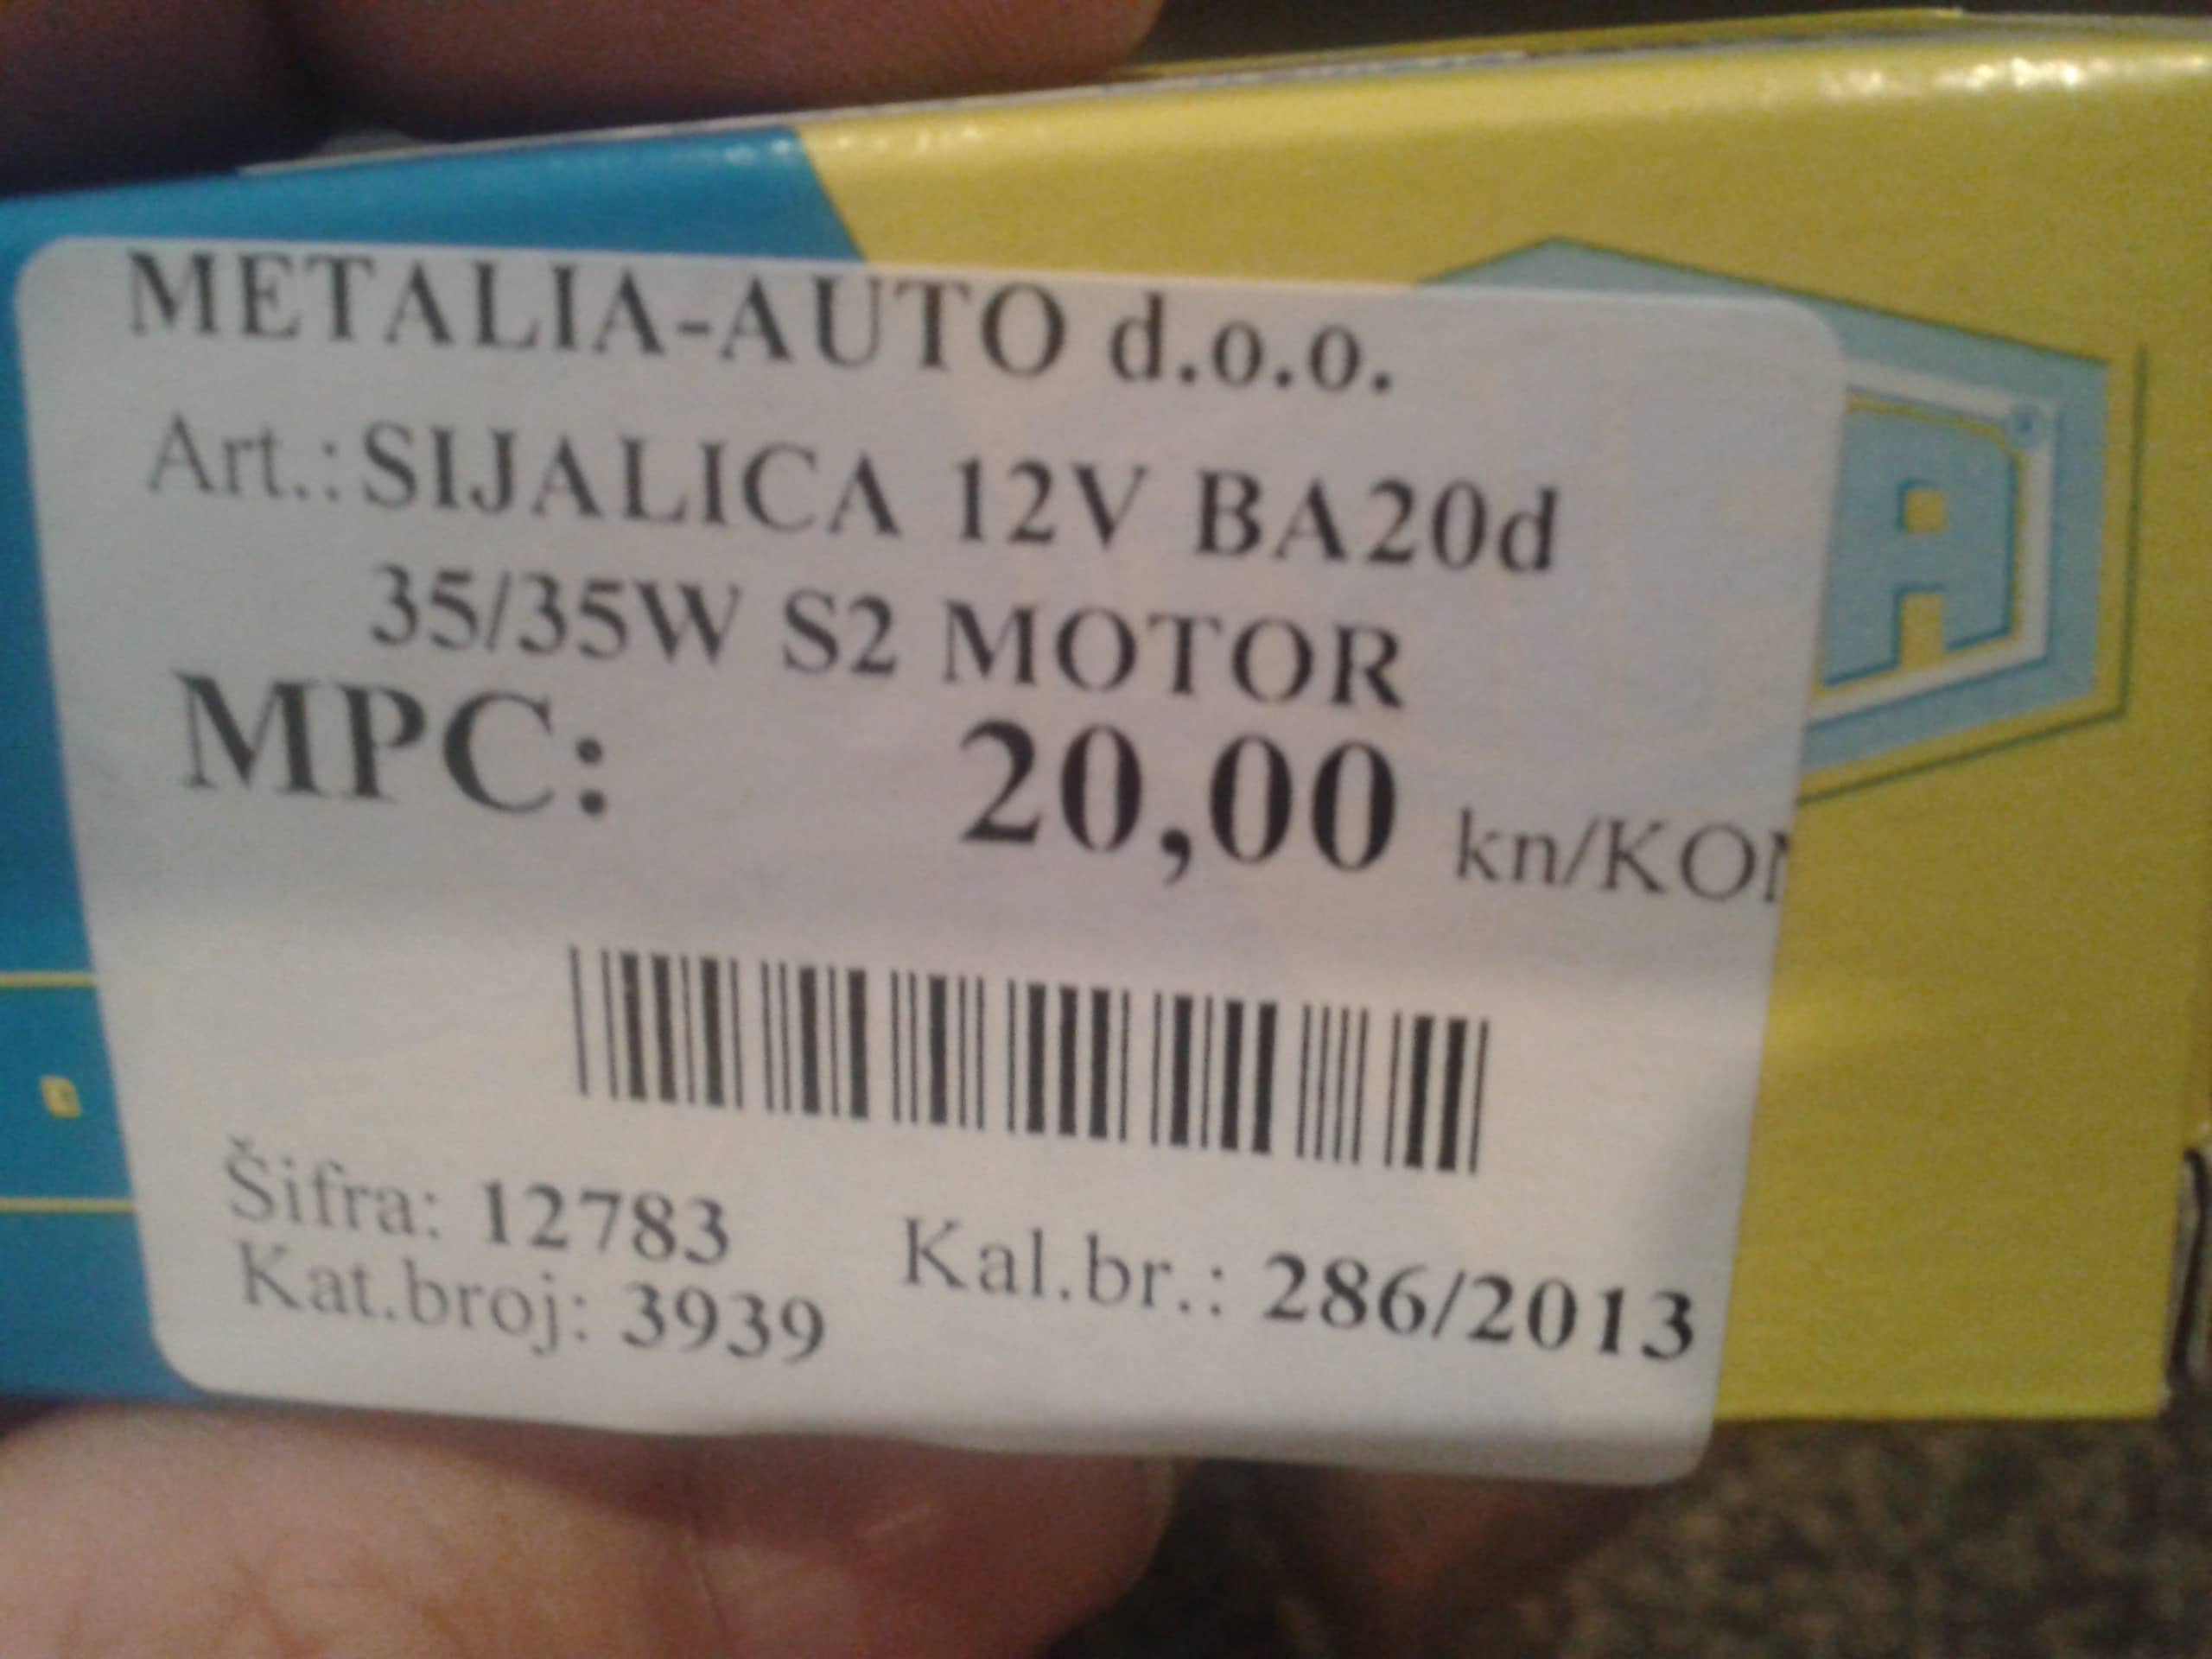 METALIA-AUTO d.o.o.
Art.: SIJALICA 12V BA20d
35/35W S2 MOTOR
MPC: 20,00 kn/KO
A
Šifra: 12783 Kal.br.: 286/2013
Kat.broj: 3939